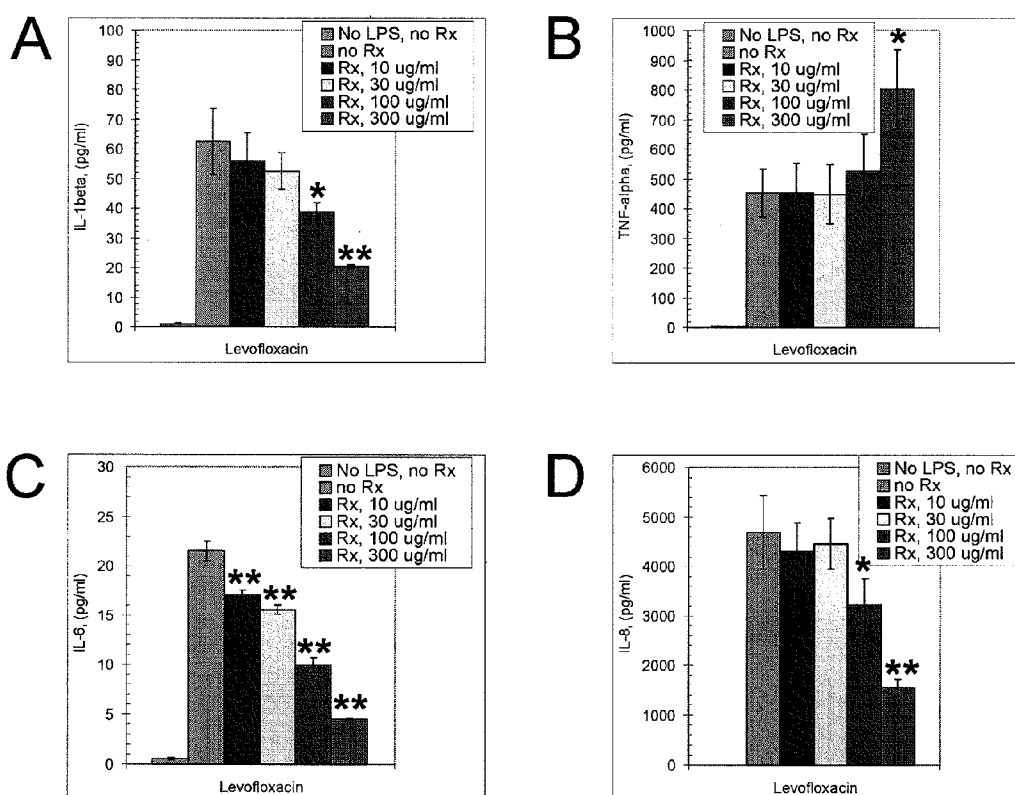 A
IL-1beta, (pg/ml)
100
90
80
70
60
50
40
30
20
10
0
No LPS, no Rx
no Rx
Rx, 10 ug/ml
Rx, 30 ug/ml
Rx, 100 ug/ml
Rx, 300 ug/ml
*
**
Levofloxacin
B
TNF-alpha, (pg/ml)
1000
900
800
700
600
500
400
300
200
100
0
No LPS, no Rx
no Rx
Rx, 10 ug/ml
Rx, 30 ug/ml
Rx, 100 ug/ml
Rx, 300 ug/ml
*
Levofloxacin
C
IL-6, (pg/ml)
30
25
20
15
10
5
0
No LPS, no Rx
no Rx
Rx, 10 ug/ml
Rx, 30 ug/ml
Rx, 100 ug/ml
Rx, 300 ug/ml
**
**
**
**
Levofloxacin
D
IL-8, (pg/ml)
6000
5000
4000
3000
2000
1000
0
No LPS, no Rx
no Rx
Rx, 10 ug/ml
Rx, 30 ug/ml
Rx, 100 ug/ml
Rx, 300 ug/ml
*
**
Levofloxacin